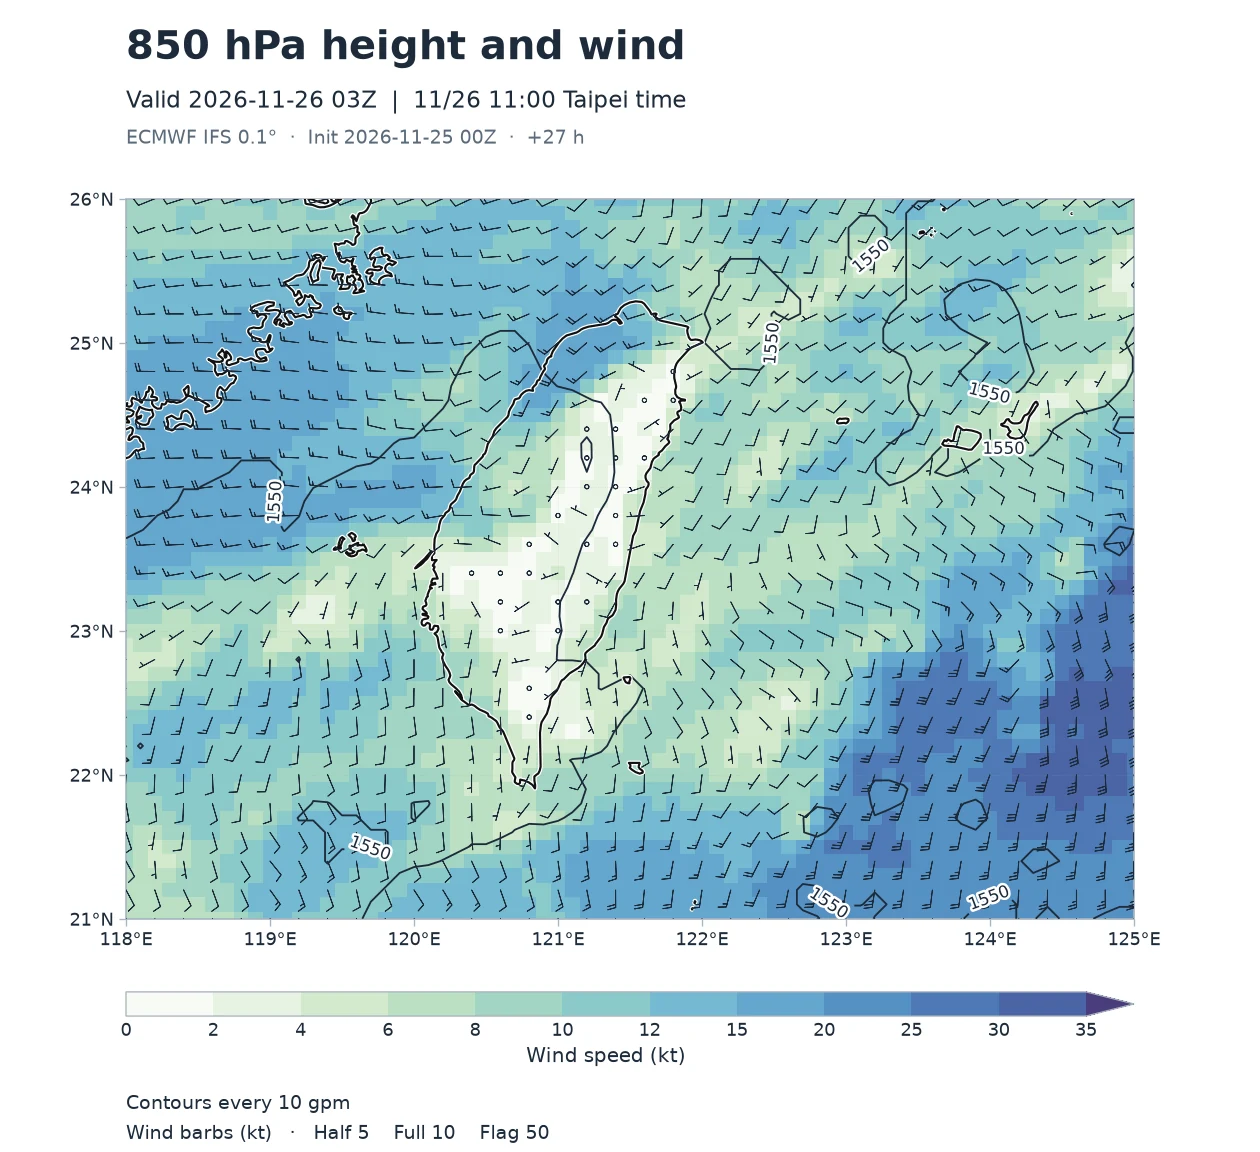 850 hPa height and wind
Valid 2026-11-26 03Z | 11/26 11:00 Taipei time
ECMWF IFS 0.1° · Init 2026-11-25 00Z · +27 h
26°N
25°N
24°N
23°N
22°N
21°N
1550
1550
1550
1550
1550
1550
1550
1550
118°E 119°E 120°E 121°E 122°E 123°E 124°E 125°E
0 2 4 6 8 10 12 15 20 25 30 35
Wind speed (kt)
Contours every 10 gpm
Wind barbs (kt) · Half 5 Full 10 Flag 50